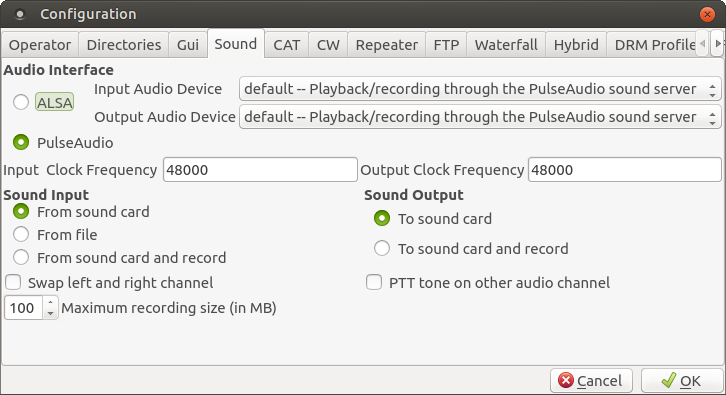 Configuration
Operator Directories Gui Sound CAT CW Repeater FTP Waterfall Hybrid DRM Profile
Audio Interface
ALSA Input Audio Device default -- Playback/recording through the PulseAudio sound server
Output Audio Device default -- Playback/recording through the PulseAudio sound server
PulseAudio
Input Clock Frequency 48000 Output Clock Frequency 48000
Sound Input Sound Output
From sound card To sound card
From file
From sound card and record To sound card and record
Swap left and right channel PTT tone on other audio channel
100 Maximum recording size (in MB)
Cancel OK